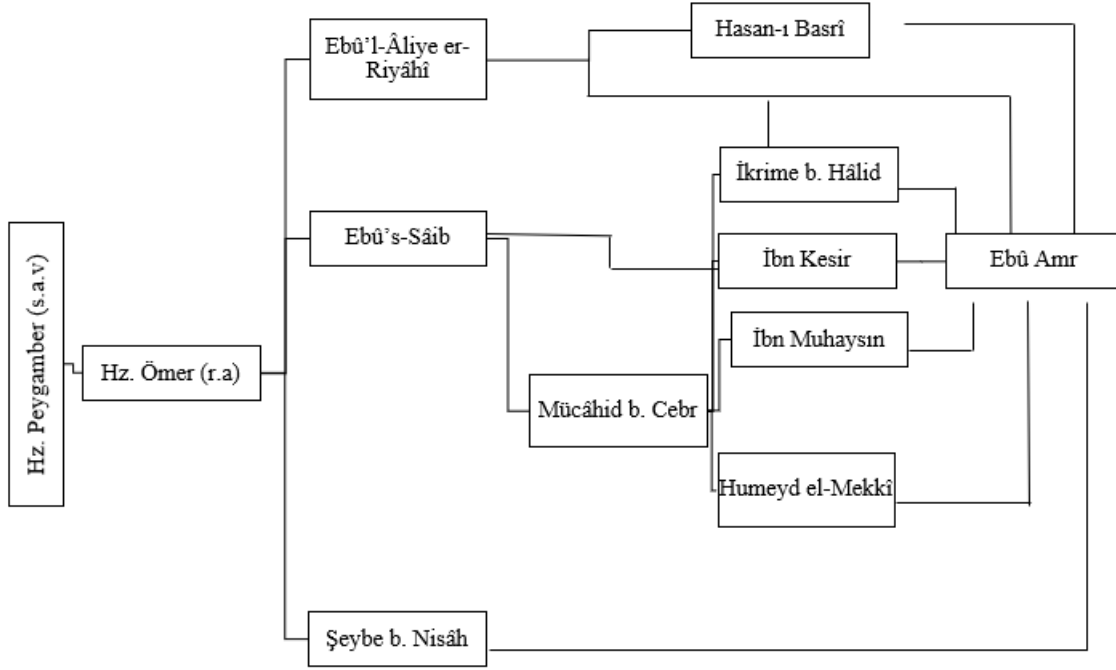 Hz. Peygamber (s.a.v)
Hz. Ömer (r.a)
Ebû’l-Âliye er-
Riyâhî
Ebû’s-Sâib
Şeybe b. Nisâh
Mücâhid b. Cebr
Hasan-ı Basrî
İkrime b. Hâlid
İbn Kesir
İbn Muhaysın
Humeyd el-Mekkî
Ebû Amr